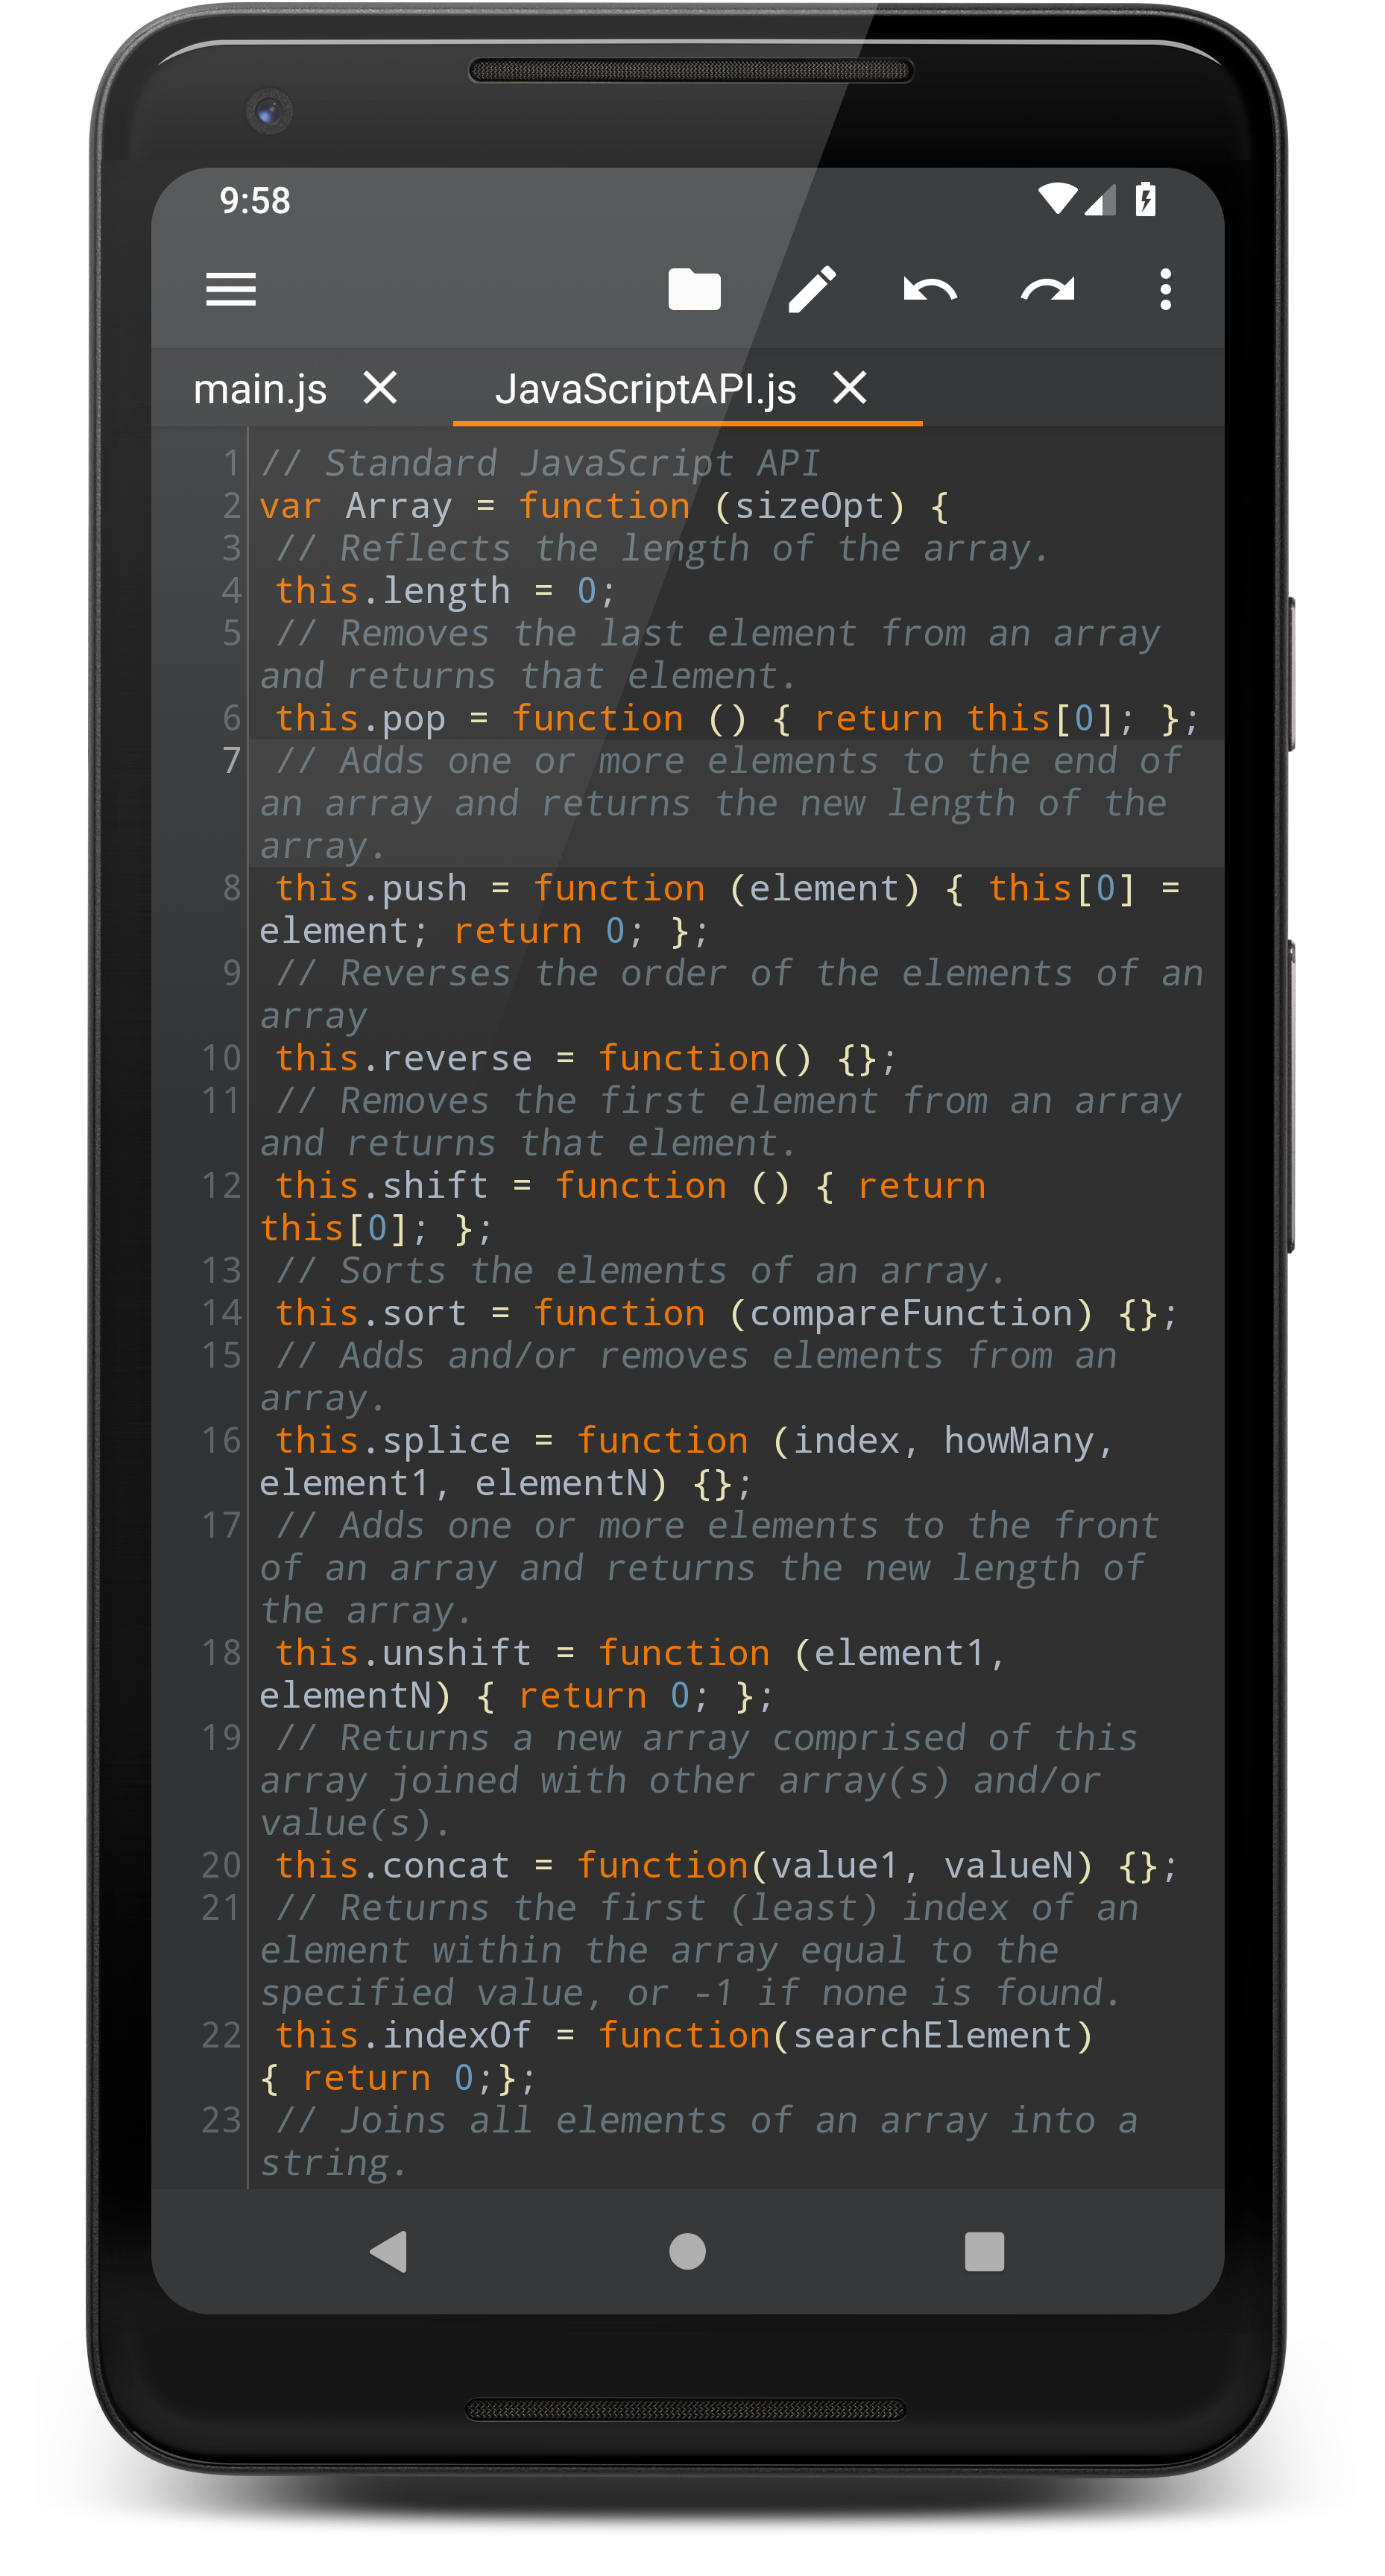 9:58
main.js JavaScriptAPI.js
1 // Standard JavaScript API
2 var Array = function (sizeOpt) {
3 // Reflects the length of the array.
4 this.length = 0;
5 // Removes the last element from an array
and returns that element.
6 this.pop = function () { return this[0]; };
7 // Adds one or more elements to the end of
an array and returns the new length of the
array.
8 this.push = function (element) { this[0] =
element; return 0; };
9 // Reverses the order of the elements of an
array
10 this.reverse = function() {};
11 // Removes the first element from an array
and returns that element.
12 this.shift = function () { return
this[0]; };
13 // Sorts the elements of an array.
14 this.sort = function (compareFunction) {};
15 // Adds and/or removes elements from an
array.
16 this.splice = function (index, howMany,
element1, elementN) {};
17 // Adds one or more elements to the front
of an array and returns the new length of
the array.
18 this.unshift = function (element1,
elementN) { return 0; };
19 // Returns a new array comprised of this
array joined with other array(s) and/or
value(s).
20 this.concat = function(value1, valueN) {};
21 // Returns the first (least) index of an
element within the array equal to the
specified value, or -1 if none is found.
22 this.indexOf = function(searchElement)
{ return 0;};
23 // Joins all elements of an array into a
string.